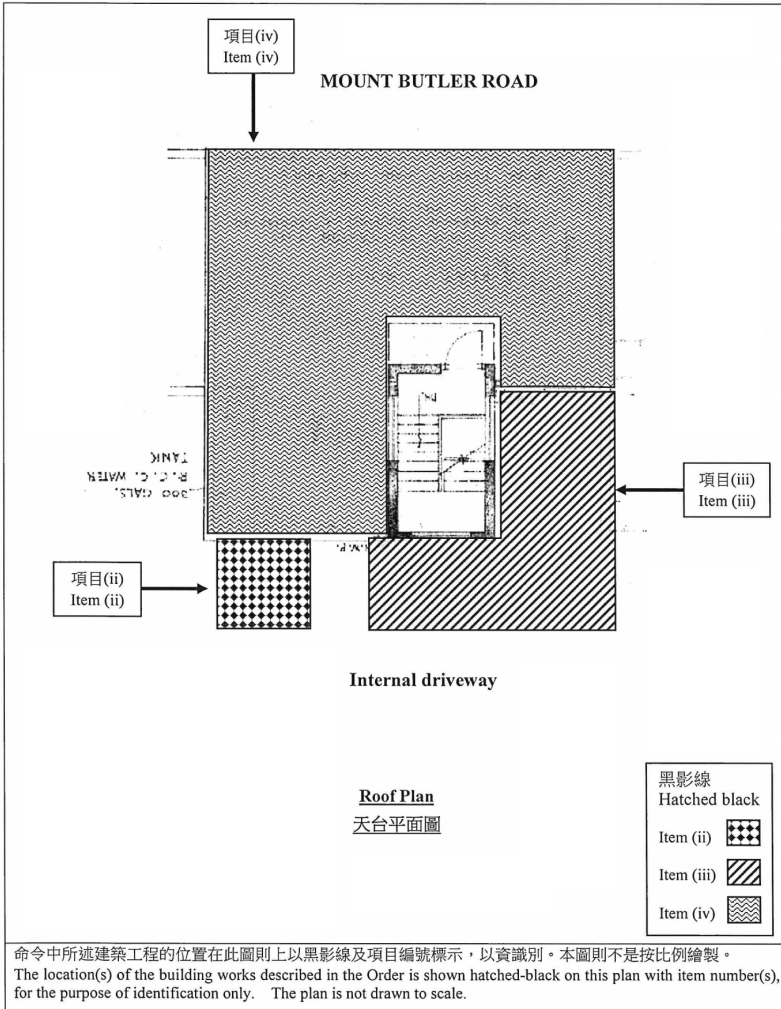 項目(iv)
Item (iv)
MOUNT BUTLER ROAD
DN.
300 GALS.
R.C.C. WATER
TANK
項目(iii)
Item (iii)
項目(ii)
Item (ii)
Internal driveway
Roof Plan
天台平面圖
黑影線
Hatched black
Item (ii)
Item (iii)
Item (iv)
命令中所述建築工程的位置在此圖則上以黑影線及項目編號標示，以資識別。本圖則不是按比例繪製。
The location(s) of the building works described in the Order is shown hatched-black on this plan with item number(s),
for the purpose of identification only. The plan is not drawn to scale.